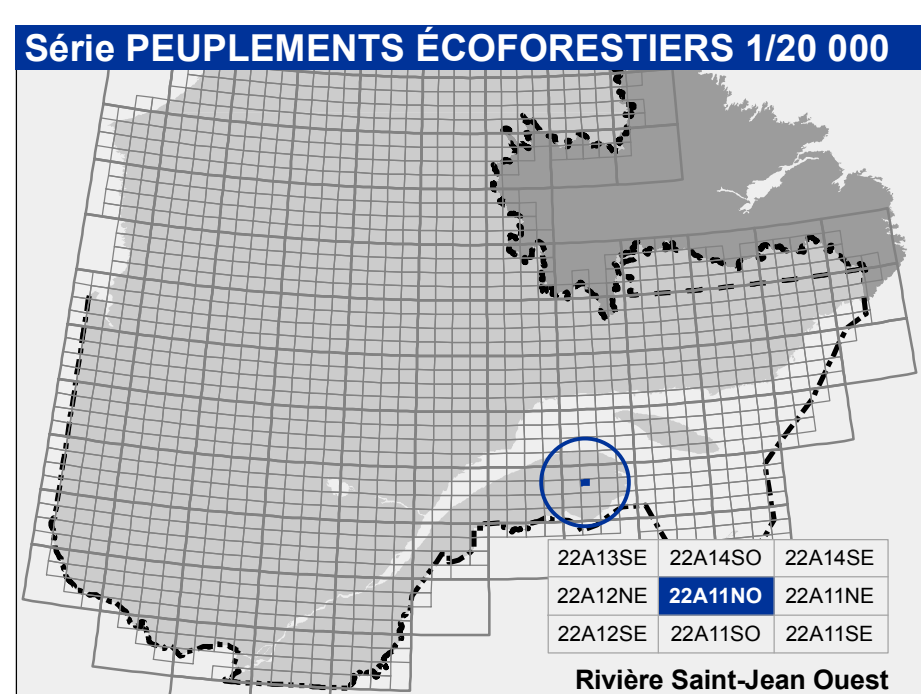 Série PEUPLEMENTS ÉCOFORESTIERS 1/20 000
22A13SE 22A14SO 22A14SE
22A12NE 22A11NO 22A11NE
22A12SE 22A11SO 22A11SE
Rivière Saint-Jean Ouest